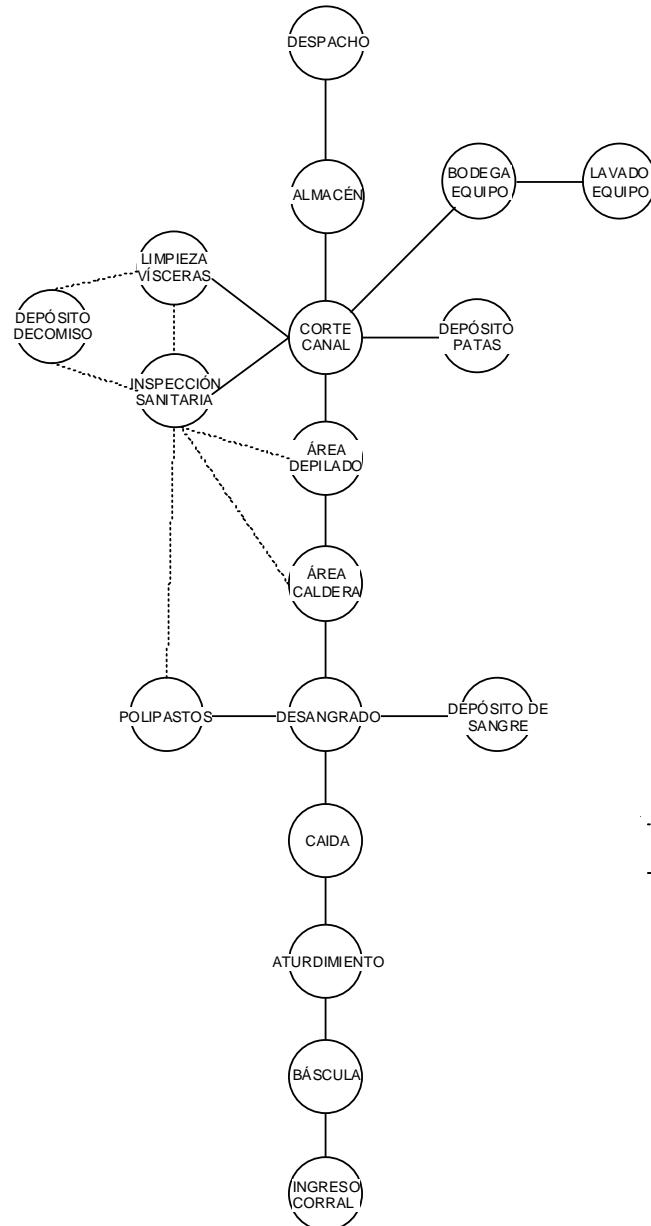 DESPACHO
ALMACÉN
BODEGA
EQUIPO
LAVADO
EQUIPO
LIMPIEZA
VÍSCERAS
DEPÓSITO
DECOMISO
CORTE
CANAL
DEPÓSITO
PATAS
INSPECCIÓN
SANITARIA
ÁREA
DEPILADO
ÁREA
CALDERA
POLIPASTOS
DESANGRADO
DEPÓSITO DE
SANGRE
CAIDA
ATURDIMIENTO
BÁSCULA
INGRESO
CORRAL